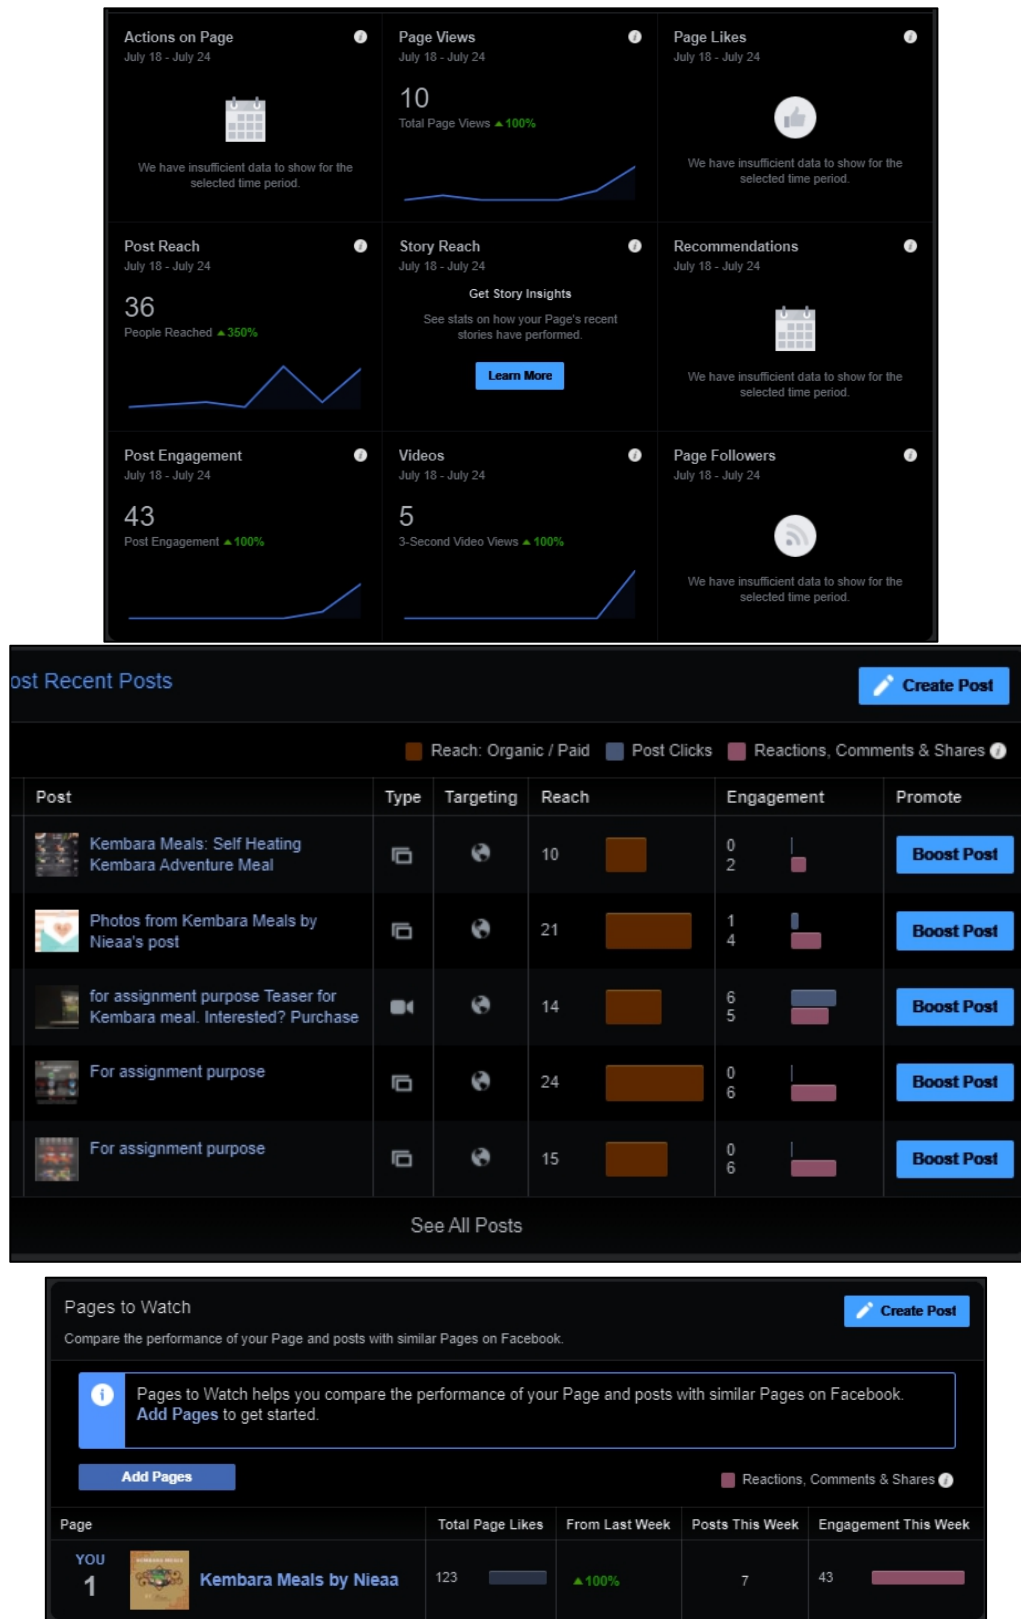 Actions on Page
July 18 - July 24
We have insufficient data to show for the
selected time period.
Page Views
July 18 - July 24
10
Total Page Views ▲ 100%
Page Likes
July 18 - July 24
We have insufficient data to show for the
selected time period.
Post Reach
July 18 - July 24
36
People Reached ▲ 350%
Story Reach
July 18 - July 24
Get Story Insights
See stats on how your Page's recent
stories have performed.
Learn More
Recommendations
July 18 - July 24
We have insufficient data to show for the
selected time period.
Post Engagement
July 18 - July 24
43
Post Engagement ▲ 100%
Videos
July 18 - July 24
5
3-Second Video Views ▲ 100%
Page Followers
July 18 - July 24
We have insufficient data to show for the
selected time period.
ost Recent Posts
Create Post
Reach: Organic / Paid Post Clicks Reactions, Comments & Shares
Post Type Targeting Reach Engagement Promote
Kembara Meals: Self Heating
Kembara Adventure Meal
10
0
2
Boost Post
Photos from Kembara Meals by
Nieaa's post
21
1
4
Boost Post
for assignment purpose Teaser for
Kembara meal. Interested? Purchase
14
6
5
Boost Post
For assignment purpose
24
0
6
Boost Post
For assignment purpose
15
0
6
Boost Post
See All Posts
Pages to Watch
Create Post
Compare the performance of your Page and posts with similar Pages on Facebook.
Pages to Watch helps you compare the performance of your Page and posts with similar Pages on Facebook.
Add Pages to get started.
Add Pages
Reactions, Comments & Shares
Page Total Page Likes From Last Week Posts This Week Engagement This Week
YOU
1
Kembara Meals by Nieaa
123
▲100%
7
43